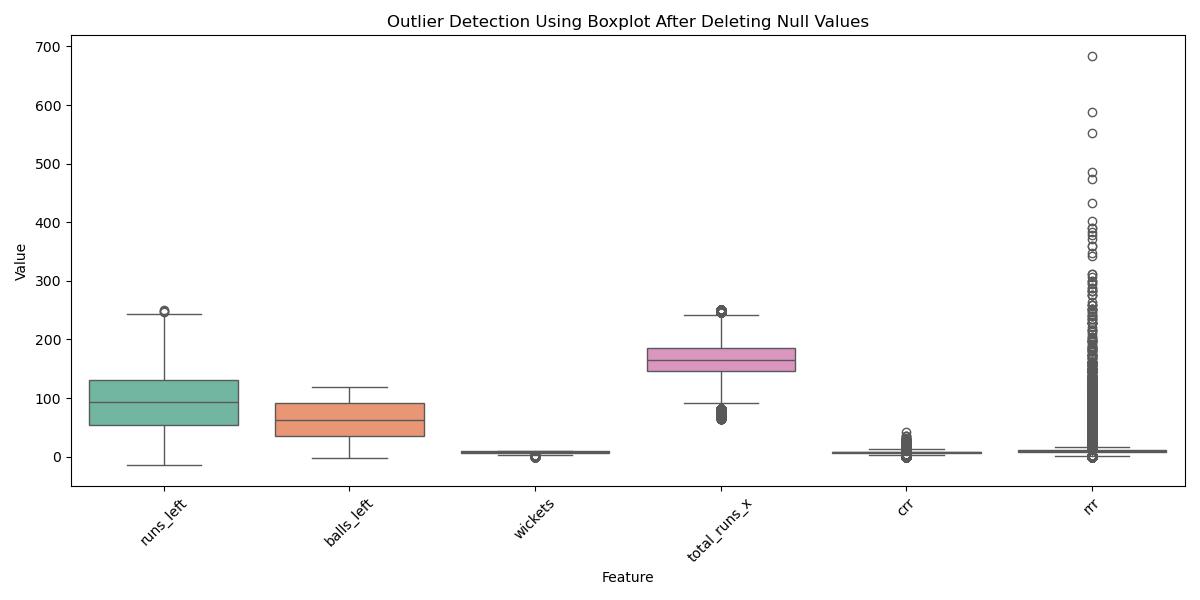 Outlier Detection Using Boxplot After Deleting Null Values
700
600
500
400
300
200
100
0
Value
runs_left
balls_left
wickets
total_runs_x
crr
rrr
Feature